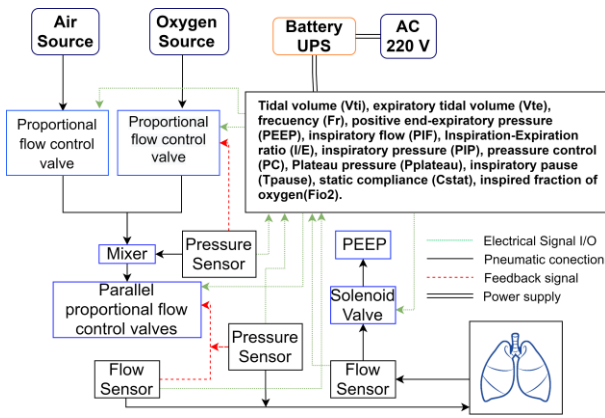 Air
Source
Oxygen
Source
Battery
UPS
AC
220 V
Proportional
flow control
valve
Proportional
flow control
valve
Tidal volume (Vti), expiratory tidal volume (Vte),
frecuency (Fr), positive end-expiratory pressure
(PEEP), inspiratory flow (PIF), Inspiration-Expiration
ratio (I/E), inspiratory pressure (PIP), preassure control
(PC), Plateau pressure (Pplateau), inspiratory pause
(Tpause), static compliance (Cstat), inspired fraction of
oxygen(Fio2).
Mixer
Pressure
Sensor
PEEP
Electrical Signal I/O
Pneumatic conection
Feedback signal
Power supply
Parallel
proportional flow
control valves
Solenoid
Valve
Pressure
Sensor
Flow
Sensor
Flow
Sensor